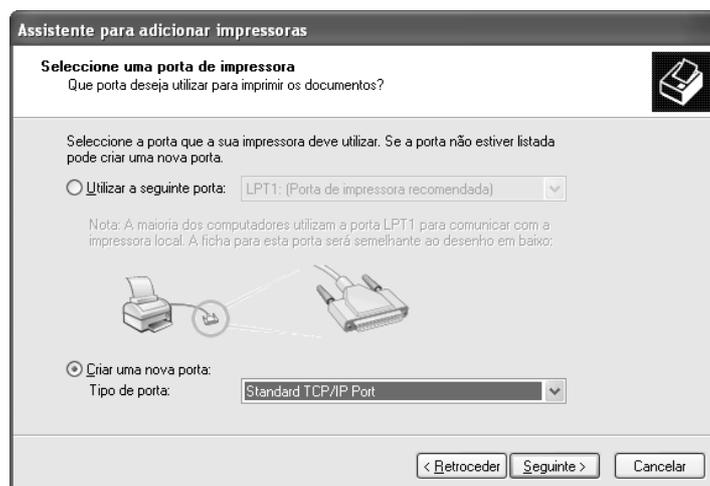 Assistente para adicionar impressoras
Seleccione uma porta de impressora
Que porta deseja utilizar para imprimir os documentos?
Seleccione a porta que a sua impressora deve utilizar. Se a porta não estiver listada
pode criar uma nova porta.
Utilizar a seguinte porta: LPT1: (Porta de impressora recomendada)
Nota: A maioria dos computadores utilizam a porta LPT1 para comunicar com a
impressora local. A ficha para esta porta será semelhante ao desenho em baixo:
Criar uma nova porta:
Tipo de porta: Standard TCP/IP Port
< Retroceder Seguinte > Cancelar